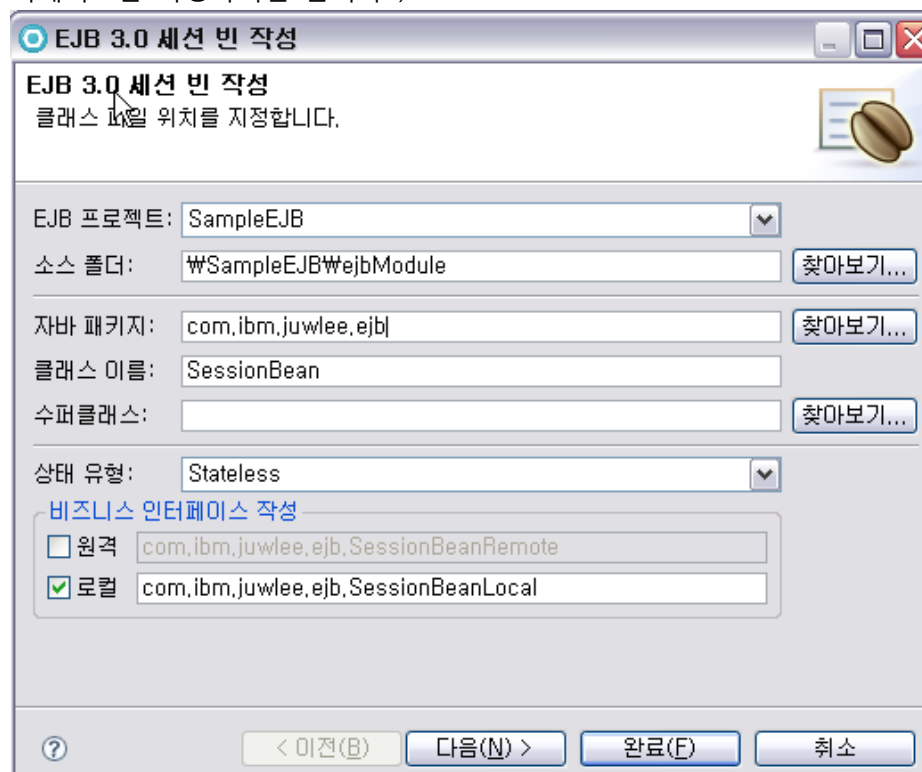 EJB 3.0 세션 빈 작성
EJB 3.0 세션 빈 작성
클래스 파일 위치를 지정합니다.
EJB 프로젝트: SampleEJB
소스 폴더: ₩SampleEJB₩ejbModule 찾아보기...
자바 패키지: com.ibm.juwlee.ejb 찾아보기...
클래스 이름: SessionBean
수퍼클래스: 찾아보기...
상태 유형: Stateless
비즈니스 인터페이스 작성
원격 com.ibm.juwlee.ejb.SessionBeanRemote
로컬 com.ibm.juwlee.ejb.SessionBeanLocal
< 이전(B) 다음(N) > 완료(F) 취소